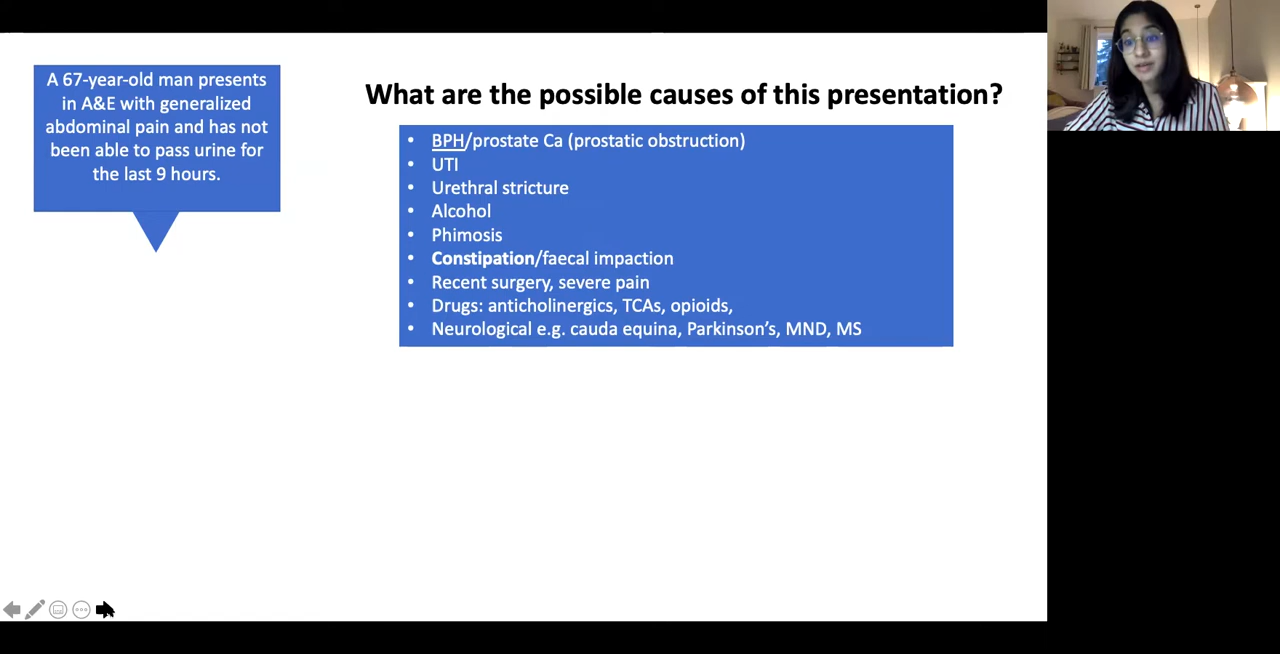 A 67-year-old man presents
in A&E with generalized
abdominal pain and has not
been able to pass urine for
the last 9 hours.
What are the possible causes of this presentation?
• BPH/prostate Ca (prostatic obstruction)
• UTI
• Urethral stricture
• Alcohol
• Phimosis
• Constipation/faecal impaction
• Recent surgery, severe pain
• Drugs: anticholinergics, TCAs, opioids,
• Neurological e.g. cauda equina, Parkinson's, MND, MS